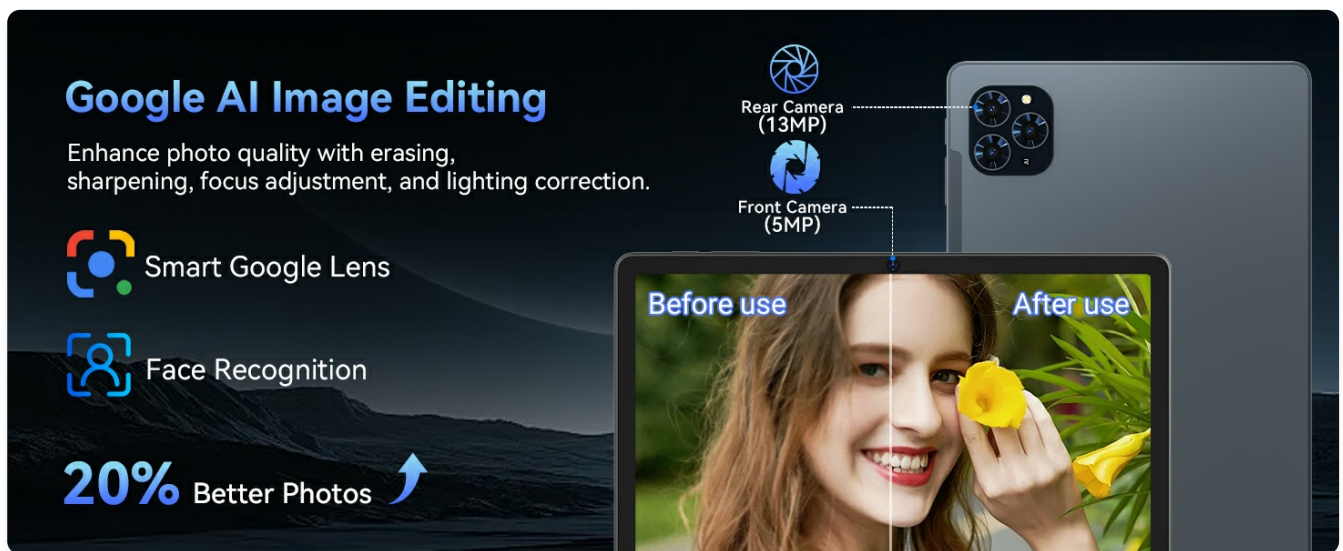 Google AI Image Editing
Enhance photo quality with erasing,
sharpening, focus adjustment, and lighting correction.
Smart Google Lens
Face Recognition
20% Better Photos
Rear Camera
(13MP)
Front Camera
(5MP)
Before use
After use
AI